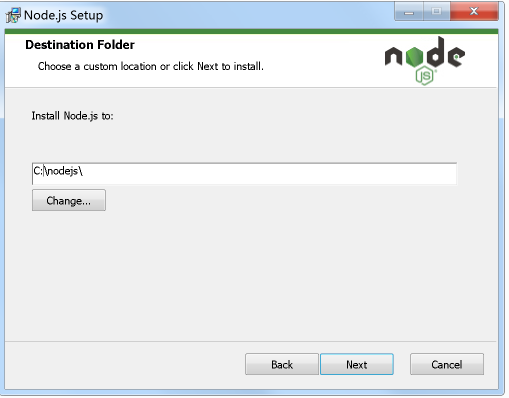 Node.js Setup
Destination Folder
Choose a custom location or click Next to install.
node
JS
Install Node.js to:
C:\nodejs\
Change...
Back
Next
Cancel